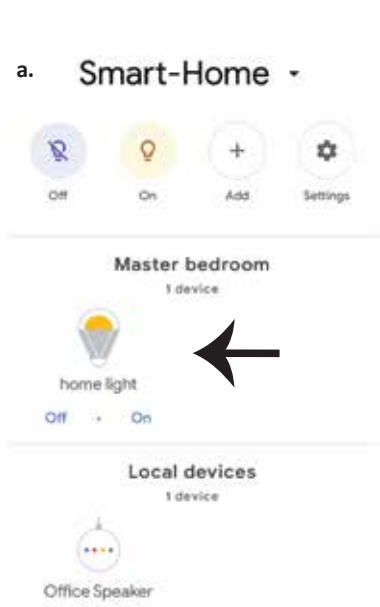 a. Smart-Home
Off On Add Settings
Master bedroom
1 device
home light
Off · On
Local devices
1 device
Office Speaker